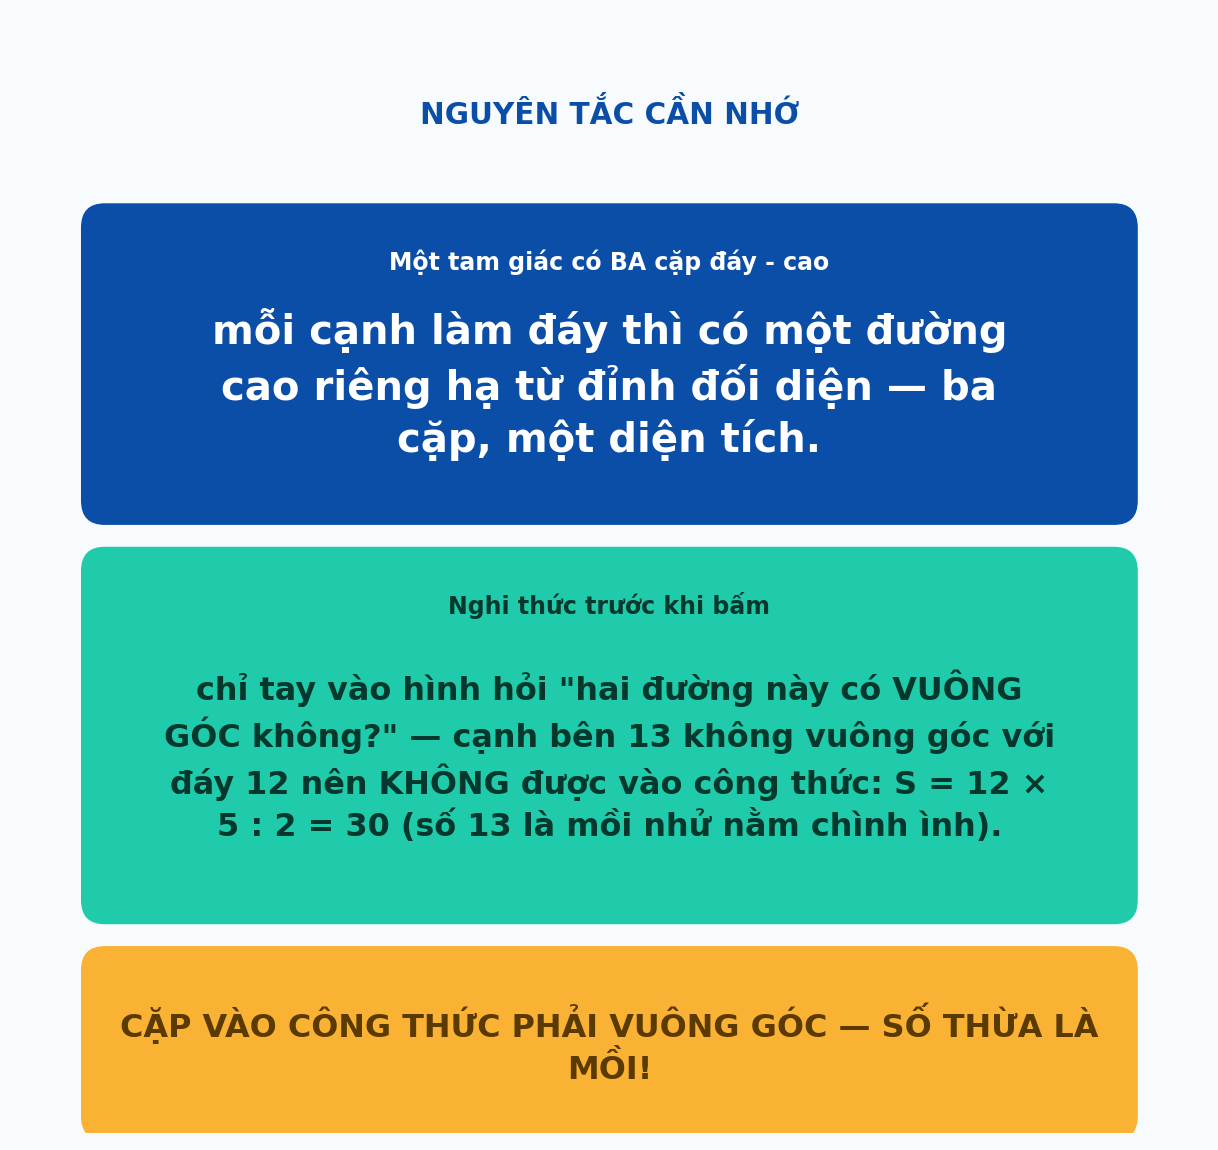 NGUYÊN TẮC CẦN NHỚ
Một tam giác có BA cặp đáy - cao
mỗi cạnh làm đáy thì có một đường
cao riêng hạ từ đỉnh đối diện — ba
cặp, một diện tích.
Nghi thức trước khi bấm
chỉ tay vào hình hỏi "hai đường này có VUÔNG
GÓC không?" — cạnh bên 13 không vuông góc với
đáy 12 nên KHÔNG được vào công thức: S = 12 ×
5 : 2 = 30 (số 13 là mồi nhử nằm chình ình).
CẶP VÀO CÔNG THỨC PHẢI VUÔNG GÓC — SỐ THỪA LÀ
MỒI!